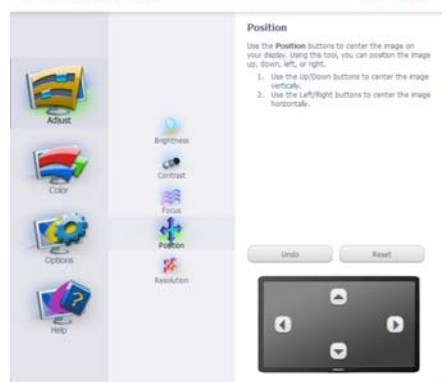 Position
Use the Position buttons to center the image on
your display. Using this tool, you can position the image
up, down, left, or right.
1. Use the Up/Down buttons to center the image
vertically.
2. Use the Left/Right buttons to center the image
horizontally.
Adjust
Color
Options
Help
Brightness
Contrast
Focus
Position
Resolution
Undo
Reset